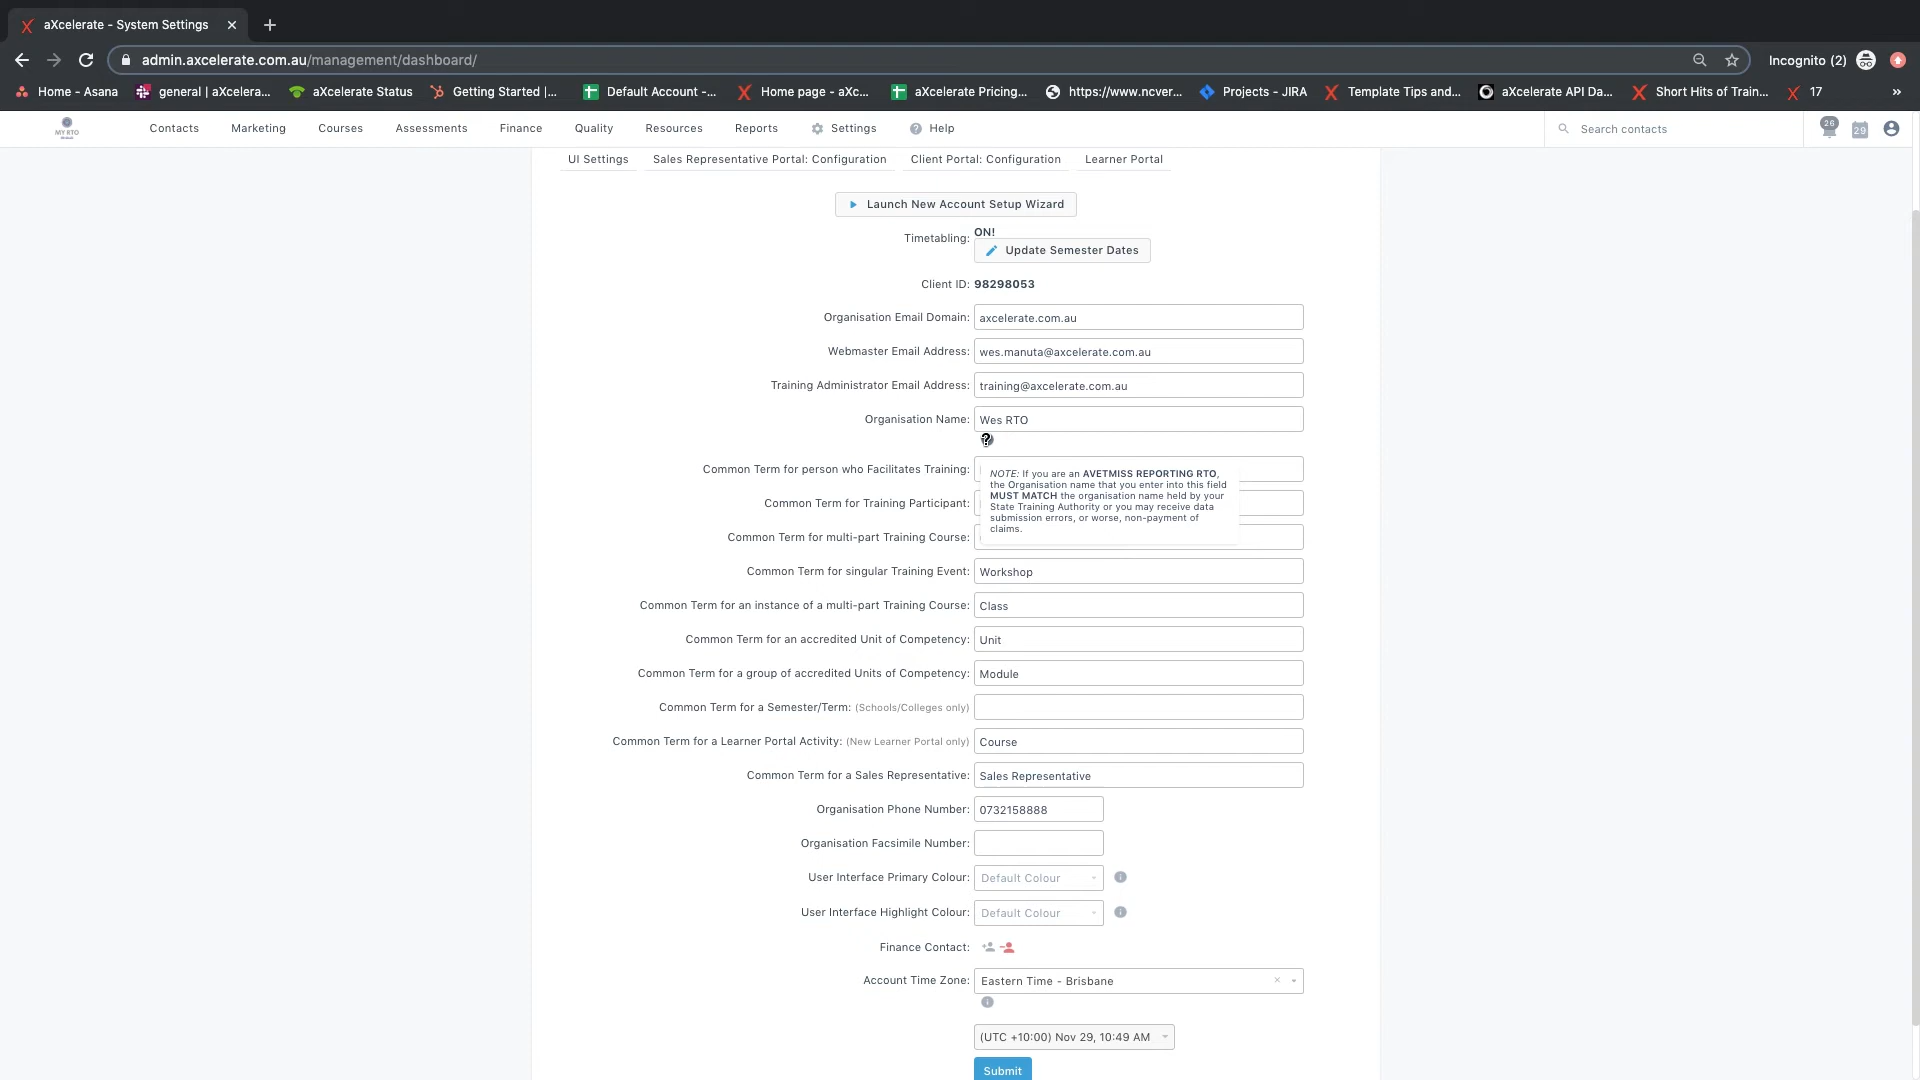 aXcelerate - System Settings
admin.axcelerate.com.au/management/dashboard/
Incognito (2)
Home - Asana
general | aXcelera...
aXcelerate Status
Getting Started |...
Default Account -...
Home page - aXc...
aXcelerate Pricing...
https://www.ncver...
Projects - JIRA
Template Tips and...
aXcelerate API Da...
Short Hits of Train...
17
»
MY RTO
Contacts
Marketing
Courses
Assessments
Finance
Quality
Resources
Reports
Settings
Help
Search contacts
26
29
UI Settings
Sales Representative Portal: Configuration
Client Portal: Configuration
Learner Portal
Launch New Account Setup Wizard
Timetabling: ON!
Update Semester Dates
Client ID: 98298053
Organisation Email Domain: axcelerate.com.au
Webmaster Email Address: wes.manuta@axcelerate.com.au
Training Administrator Email Address: training@axcelerate.com.au
Organisation Name: Wes RTO
?
Common Term for person who Facilitates Training:
NOTE: If you are an AVETMISS REPORTING RTO,
the Organisation name that you enter into this field
MUST MATCH the organisation name held by your
State Training Authority or you may receive data
submission errors, or worse, non-payment of
claims.
Common Term for Training Participant:
Common Term for multi-part Training Course:
Common Term for singular Training Event: Workshop
Common Term for an instance of a multi-part Training Course: Class
Common Term for an accredited Unit of Competency: Unit
Common Term for a group of accredited Units of Competency: Module
Common Term for a Semester/Term: (Schools/Colleges only)
Common Term for a Learner Portal Activity: (New Learner Portal only) Course
Common Term for a Sales Representative: Sales Representative
Organisation Phone Number: 0732158888
Organisation Facsimile Number:
User Interface Primary Colour: Default Colour
User Interface Highlight Colour: Default Colour
Finance Contact:
Account Time Zone: Eastern Time - Brisbane
(UTC +10:00) Nov 29, 10:49 AM
Submit